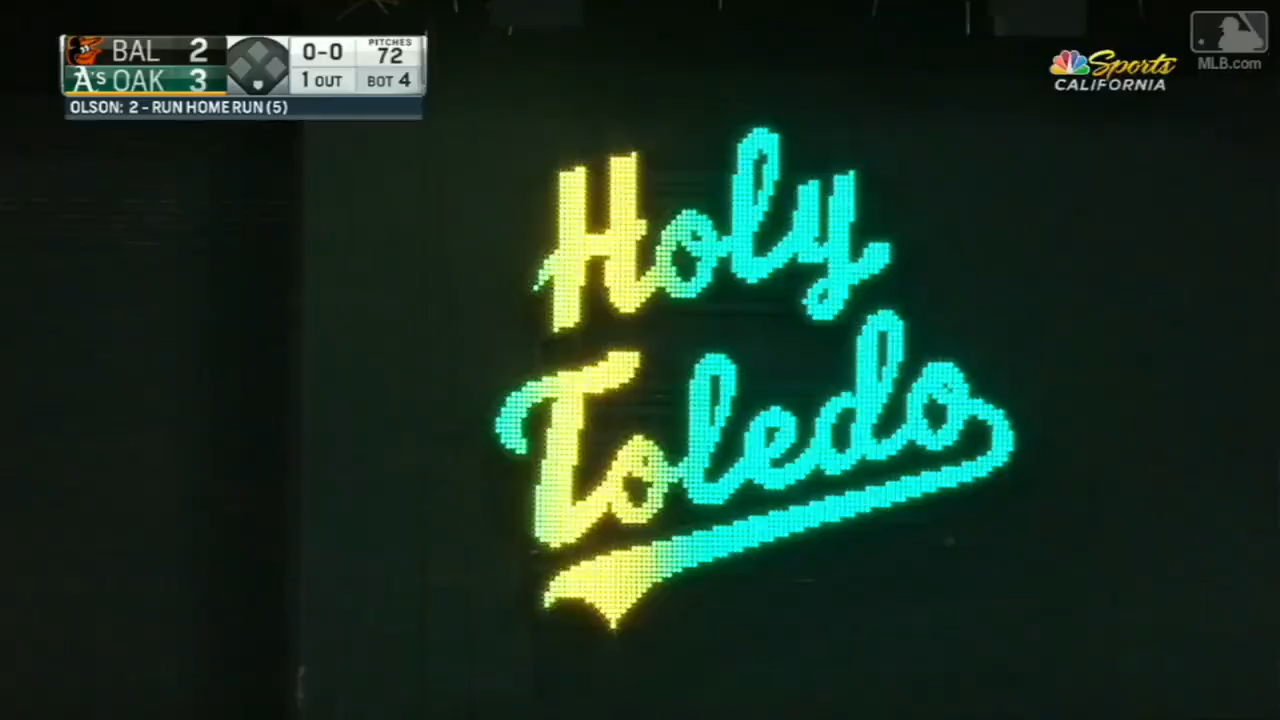 BAL 2 0-0 PITCHES 72
A's OAK 3 1 OUT BOT 4
OLSON: 2 - RUN HOME RUN (5)
NBC Sports
CALIFORNIA
MLB.com
Holy
Toledo